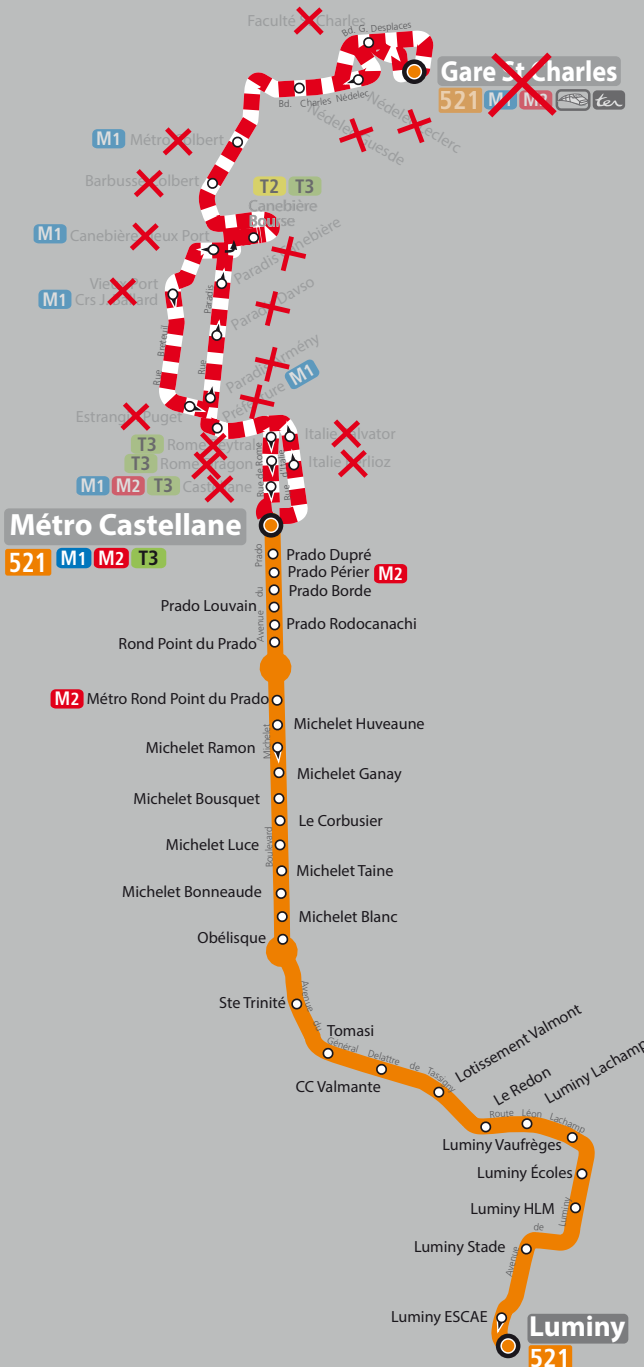 Faculté St Charles
Bd. G. Desplaces
Gare St Charles
521 M1 M2 ter
Bd. Charles Nédelec
Nédelec Leclerc
Nédelec Guesde
M1 Métro Colbert
Barbusse Colbert
T2 T3
Canebière
Bourse
M1 Canebière Vieux Port
Paradis Canebière
Vieux Port
M1 Crs J. Ballard
Paradis Davso
Rue Paradis
Rue Breteuil
Paradis Armény
Préfecture M1
Estrangin Puget
T3 Rome Peytral
Italie Salvator
T3 Rome Dragon
Italie Berlioz
M1 M2 T3 Castellane
Rue de Rome
Rue d'Italie
Métro Castellane
521 M1 M2 T3
Avenue du Prado
Prado Dupré
Prado Périer M2
Prado Borde
Prado Louvain
Prado Rodocanachi
Rond Point du Prado
M2 Métro Rond Point du Prado
Michelet Huveaune
Michelet Ramon
Boulevard Michelet
Michelet Ganay
Michelet Bousquet
Le Corbusier
Michelet Luce
Michelet Taine
Michelet Bonneaude
Michelet Blanc
Obélisque
Ste Trinité
Tomasi
Avenue du Général Delattre de Tassigny
CC Valmante
Lotissement Valmont
Le Redon
Luminy Lachamp
Route Léon Lachamp
Luminy Vaufrèges
Luminy Écoles
Luminy HLM
Avenue de Luminy
Luminy Stade
Luminy ESCAE
Luminy
521